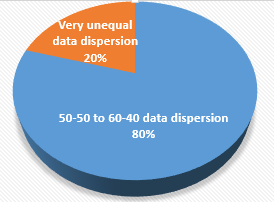 Very unequal
data dispersion
20%
50-50 to 60-40 data dispersion
80%